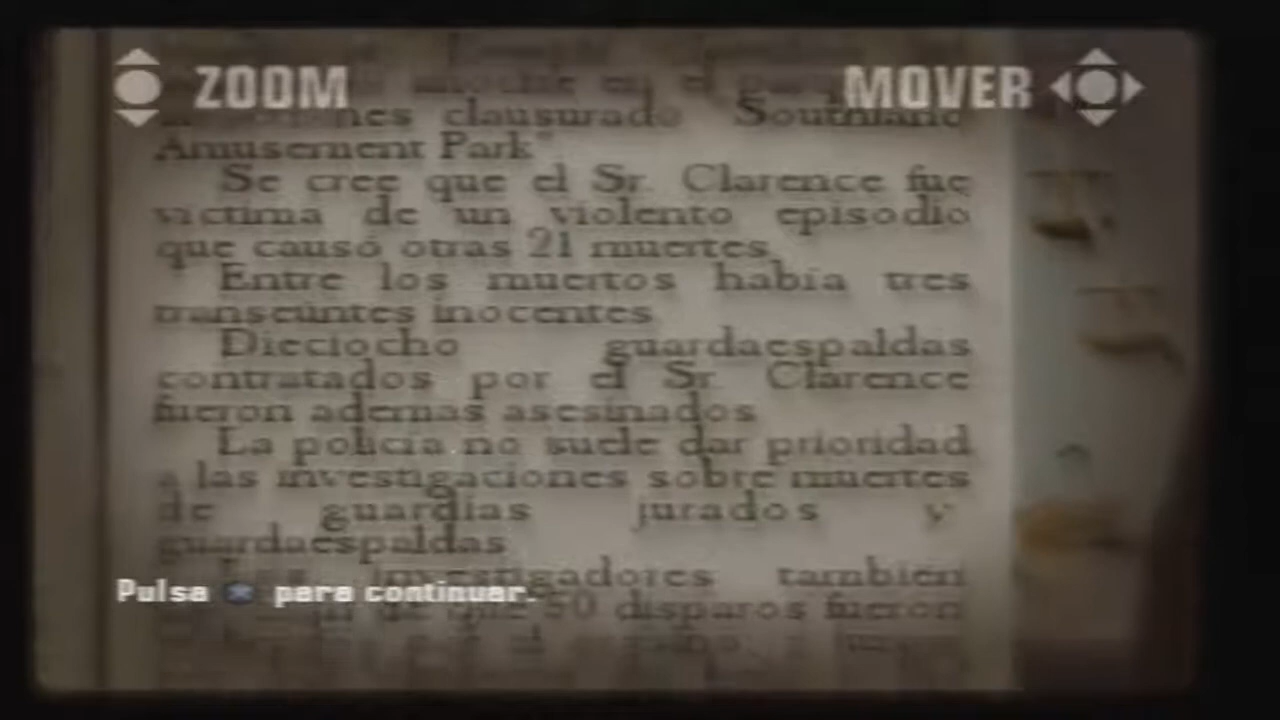 ZOOM
MOVER
clausurado Southland
Amusement Park"
Se cree que el Sr. Clarence fue
victima de un violento episodio
que causó otras 21 muertes.
Entre los muertos había tres
transeúntes inocentes.
Dieciocho guardaespaldas
contratados por el Sr. Clarence
fueron ademas asesinados.
La policía no suele dar prioridad
a las investigaciones sobre muertes
de guardias jurados y
guardaespaldas
investigadores también
50 disparos fueron
Pulsa para continuar.